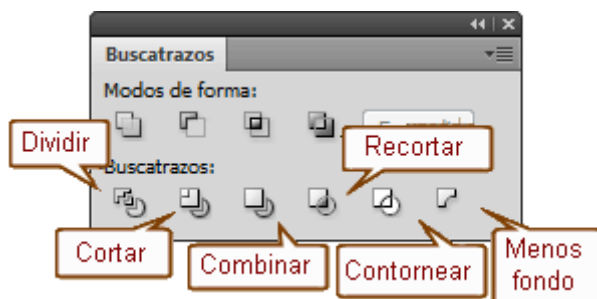 Buscatrazos
Modos de forma:
Dividir
Recortar
Buscatrazos:
Cortar
Combinar
Contornear
Menos
fondo